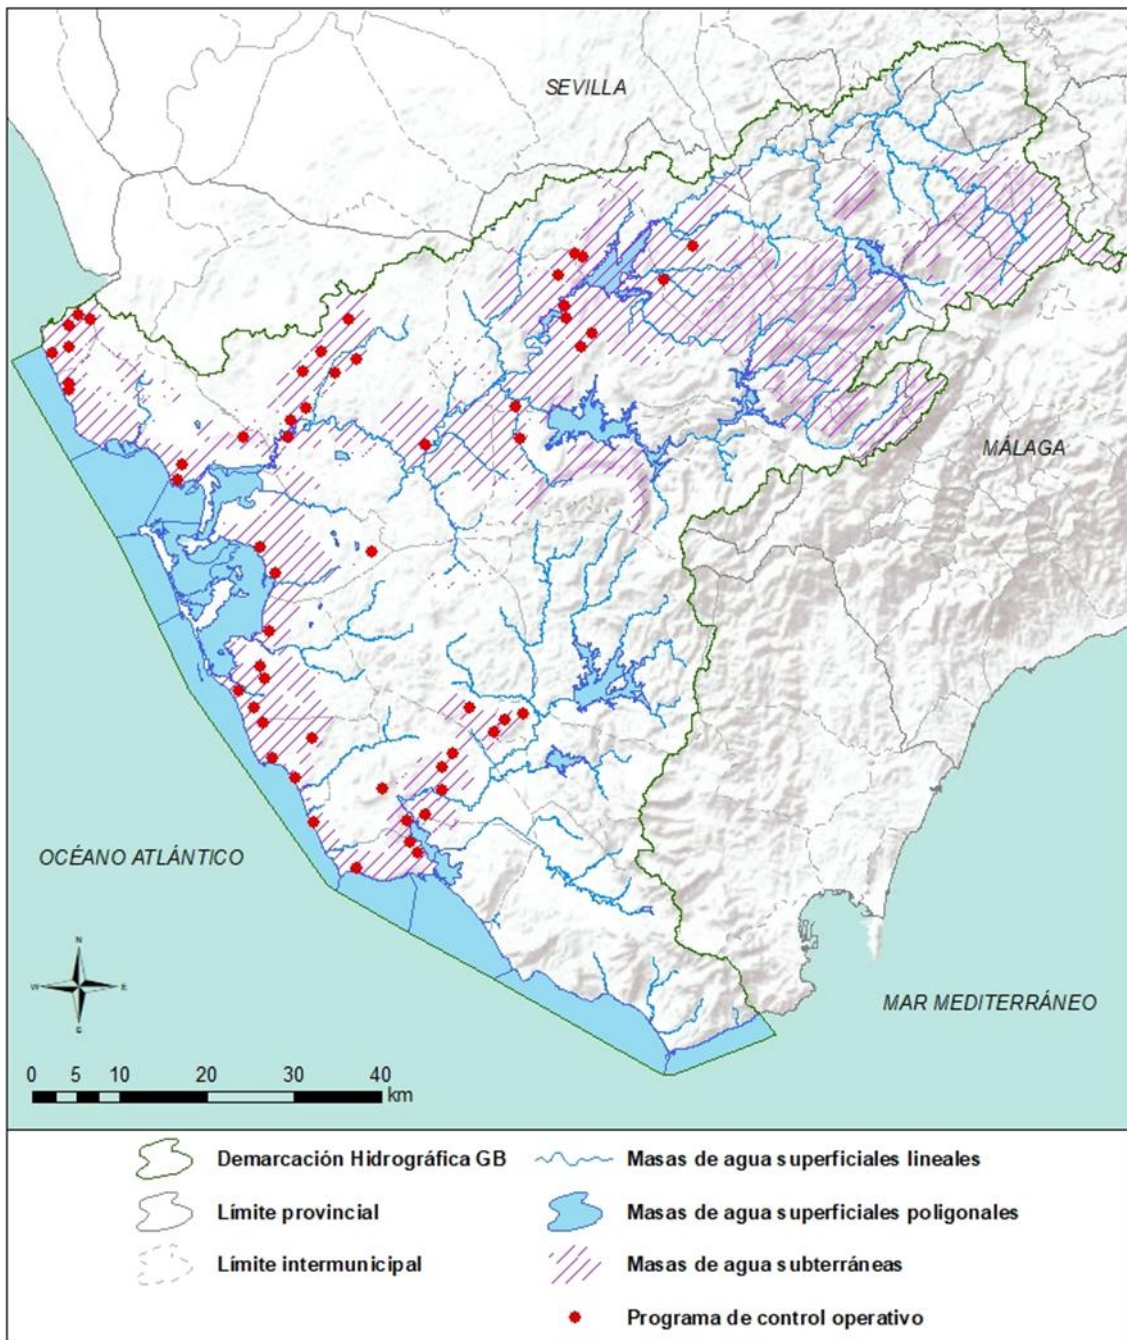 SEVILLA
MÁLAGA
OCÉANO ATLÁNTICO
MAR MEDITERRÁNEO
N
W E
S
0 5 10 20 30 40
km
Demarcación Hidrográfica GB
Límite provincial
Límite intermunicipal
Masas de agua superficiales lineales
Masas de agua superficiales poligonales
Masas de agua subterráneas
Programa de control operativo